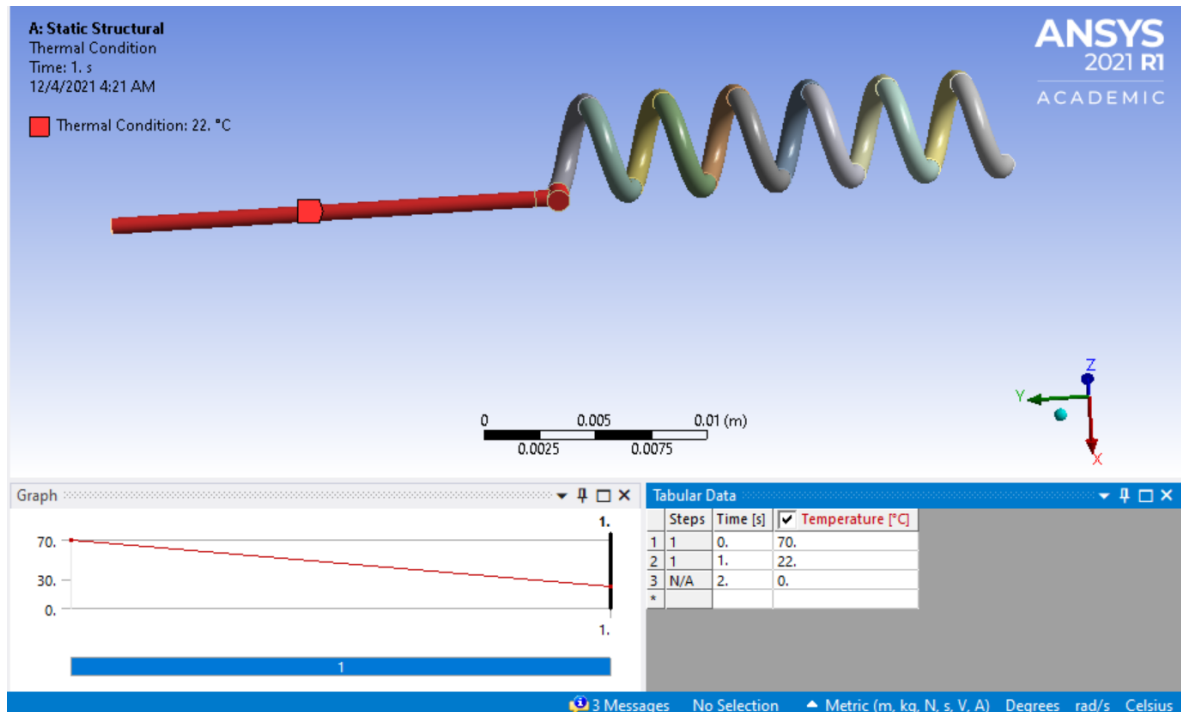 A: Static Structural
Thermal Condition
Time: 1. s
12/4/2021 4:21 AM
Thermal Condition: 22. °C
ANSYS
2021 R1
ACADEMIC
Z
Y
X
0 0.005 0.01 (m)
0.0025 0.0075
Graph
1.
70.
30.
0.
1.
1
Tabular Data
Steps Time [s] Temperature [°C]
1 1 0. 70.
2 1 1. 22.
3 N/A 2. 0.
*
3 Messages No Selection Metric (m, kg, N, s, V, A) Degrees rad/s Celsius